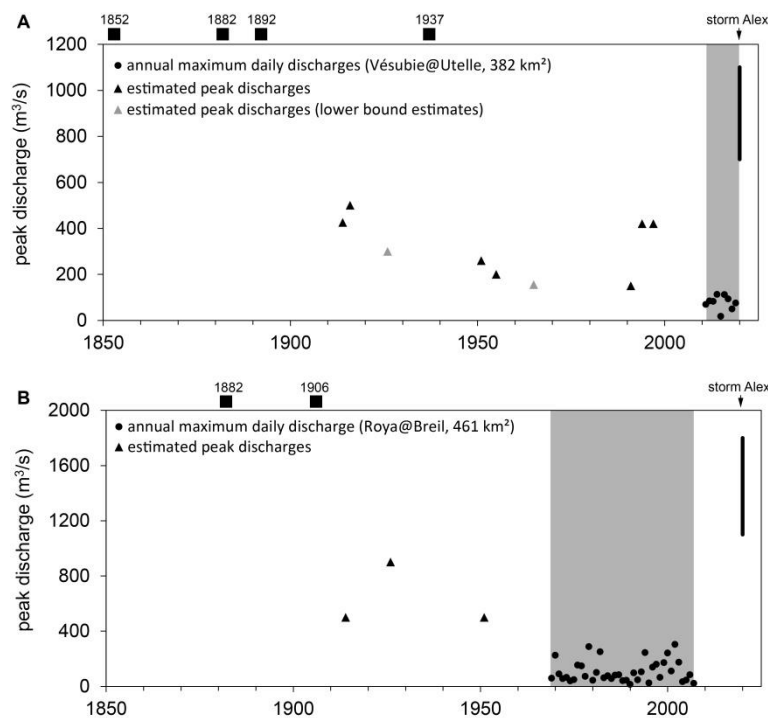 1852 1882 1892 1937 storm Alex
A
1200
1000
800
600
400
200
0
peak discharge (m³/s)
● annual maximum daily discharges (Vésubie@Utelle, 382 km²)
▲ estimated peak discharges
▲ estimated peak discharges (lower bound estimates)
1850 1900 1950 2000
1882 1906 storm Alex
B
2000
1600
1200
800
400
0
peak discharge (m³/s)
● annual maximum daily discharge (Roya@Breil, 461 km²)
▲ estimated peak discharges
1850 1900 1950 2000